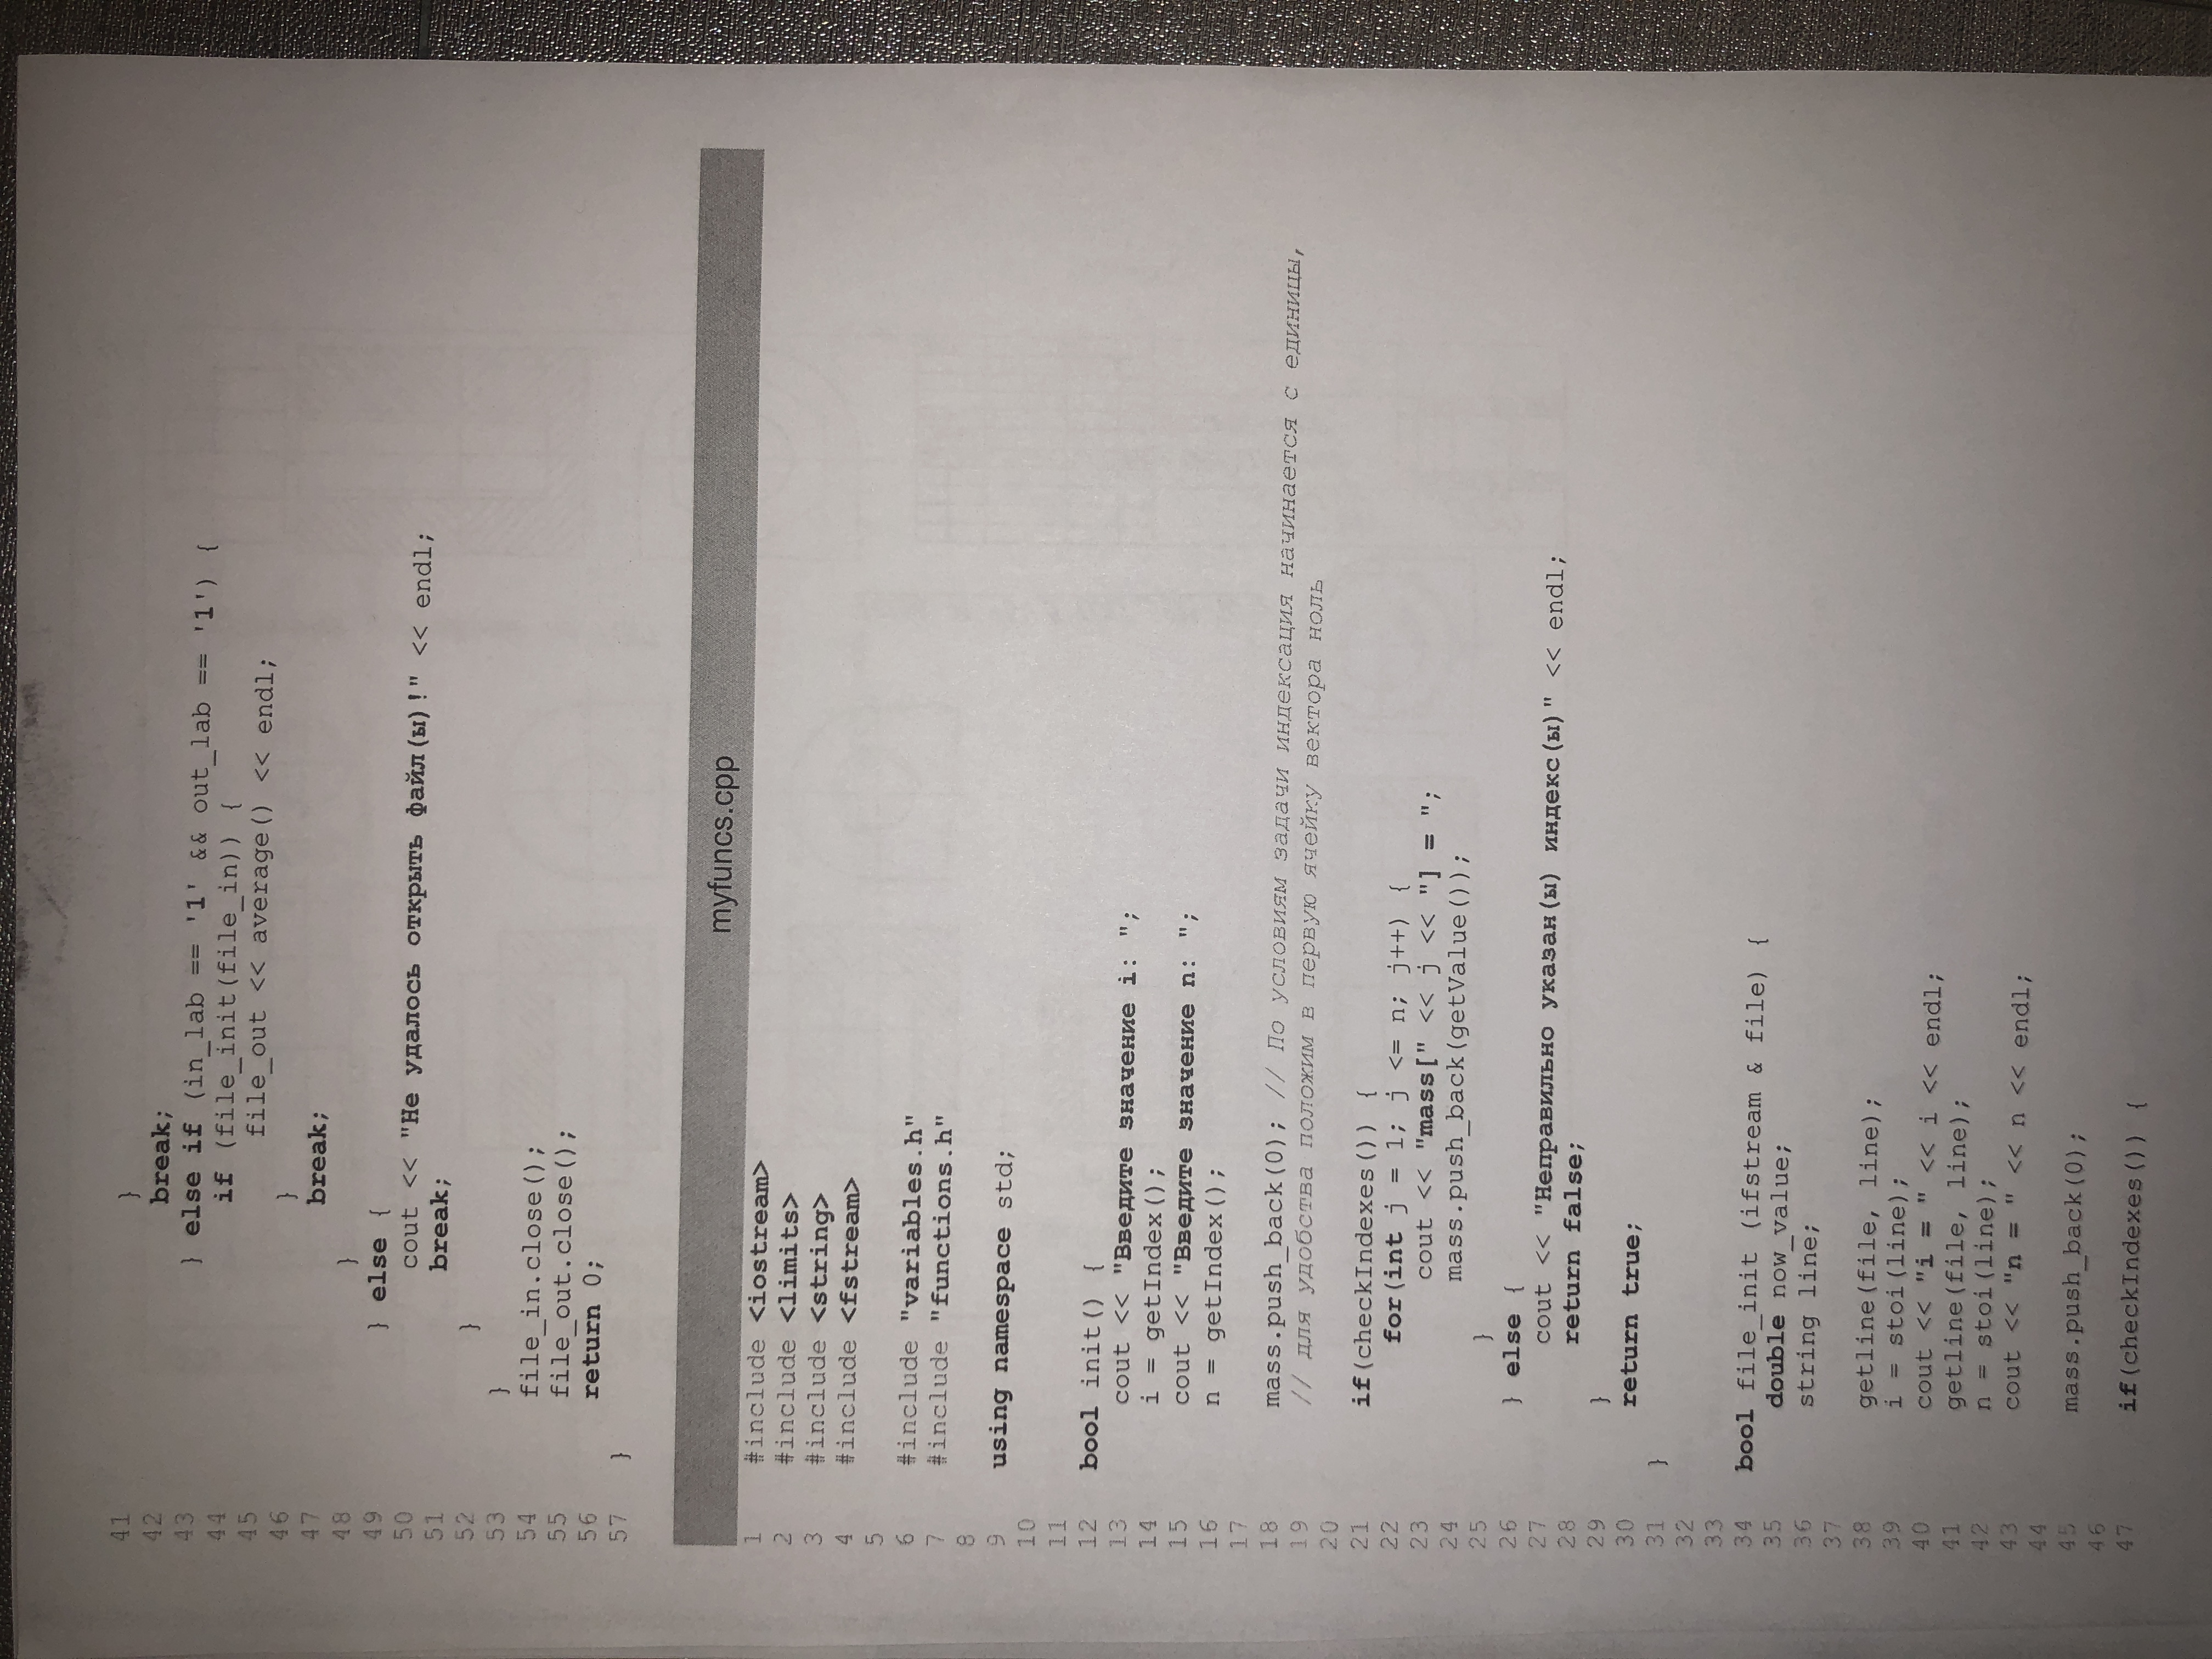 41                    }
42                    break;
43                } else if (in_lab == '1' && out_lab == '1') {
44                    if (file_init(file_in)) {
45                        file_out << average() << endl;
46                    }
47                    break;
48                }
49            } else {
50                cout << "Не удалось открыть файл(ы)!" << endl;
51                break;
52            }
53        }
54        file_in.close();
55        file_out.close();
56        return 0;
57    }
myfuncs.cpp
1    #include <iostream>
2    #include <limits>
3    #include <string>
4    #include <fstream>
5
6    #include "variables.h"
7    #include "functions.h"
8
9    using namespace std;
10
11
12    bool init() {
13        cout << "Введите значение i: ";
14        i = getIndex();
15        cout << "Введите значение n: ";
16        n = getIndex();
17
18        mass.push_back(0); // По условиям задачи индексация начинается с единицы,
19        // для удобства положим в первую ячейку вектора ноль
20
21        if(checkIndexes()) {
22            for(int j = 1; j <= n; j++) {
23                cout << "mass[" << j << "] = ";
24                mass.push_back(getValue());
25            }
26        } else {
27            cout << "Неправильно указан(ы) индекс(ы)" << endl;
28            return false;
29        }
30        return true;
31    }
32
33
34    bool file_init (ifstream & file) {
35        double now_value;
36        string line;
37
38        getline(file, line);
39        i = stoi(line);
40        cout << "i = " << i << endl;
41        getline(file, line);
42        n = stoi(line);
43        cout << "n = " << n << endl;
44
45        mass.push_back(0);
46
47        if(checkIndexes()) {